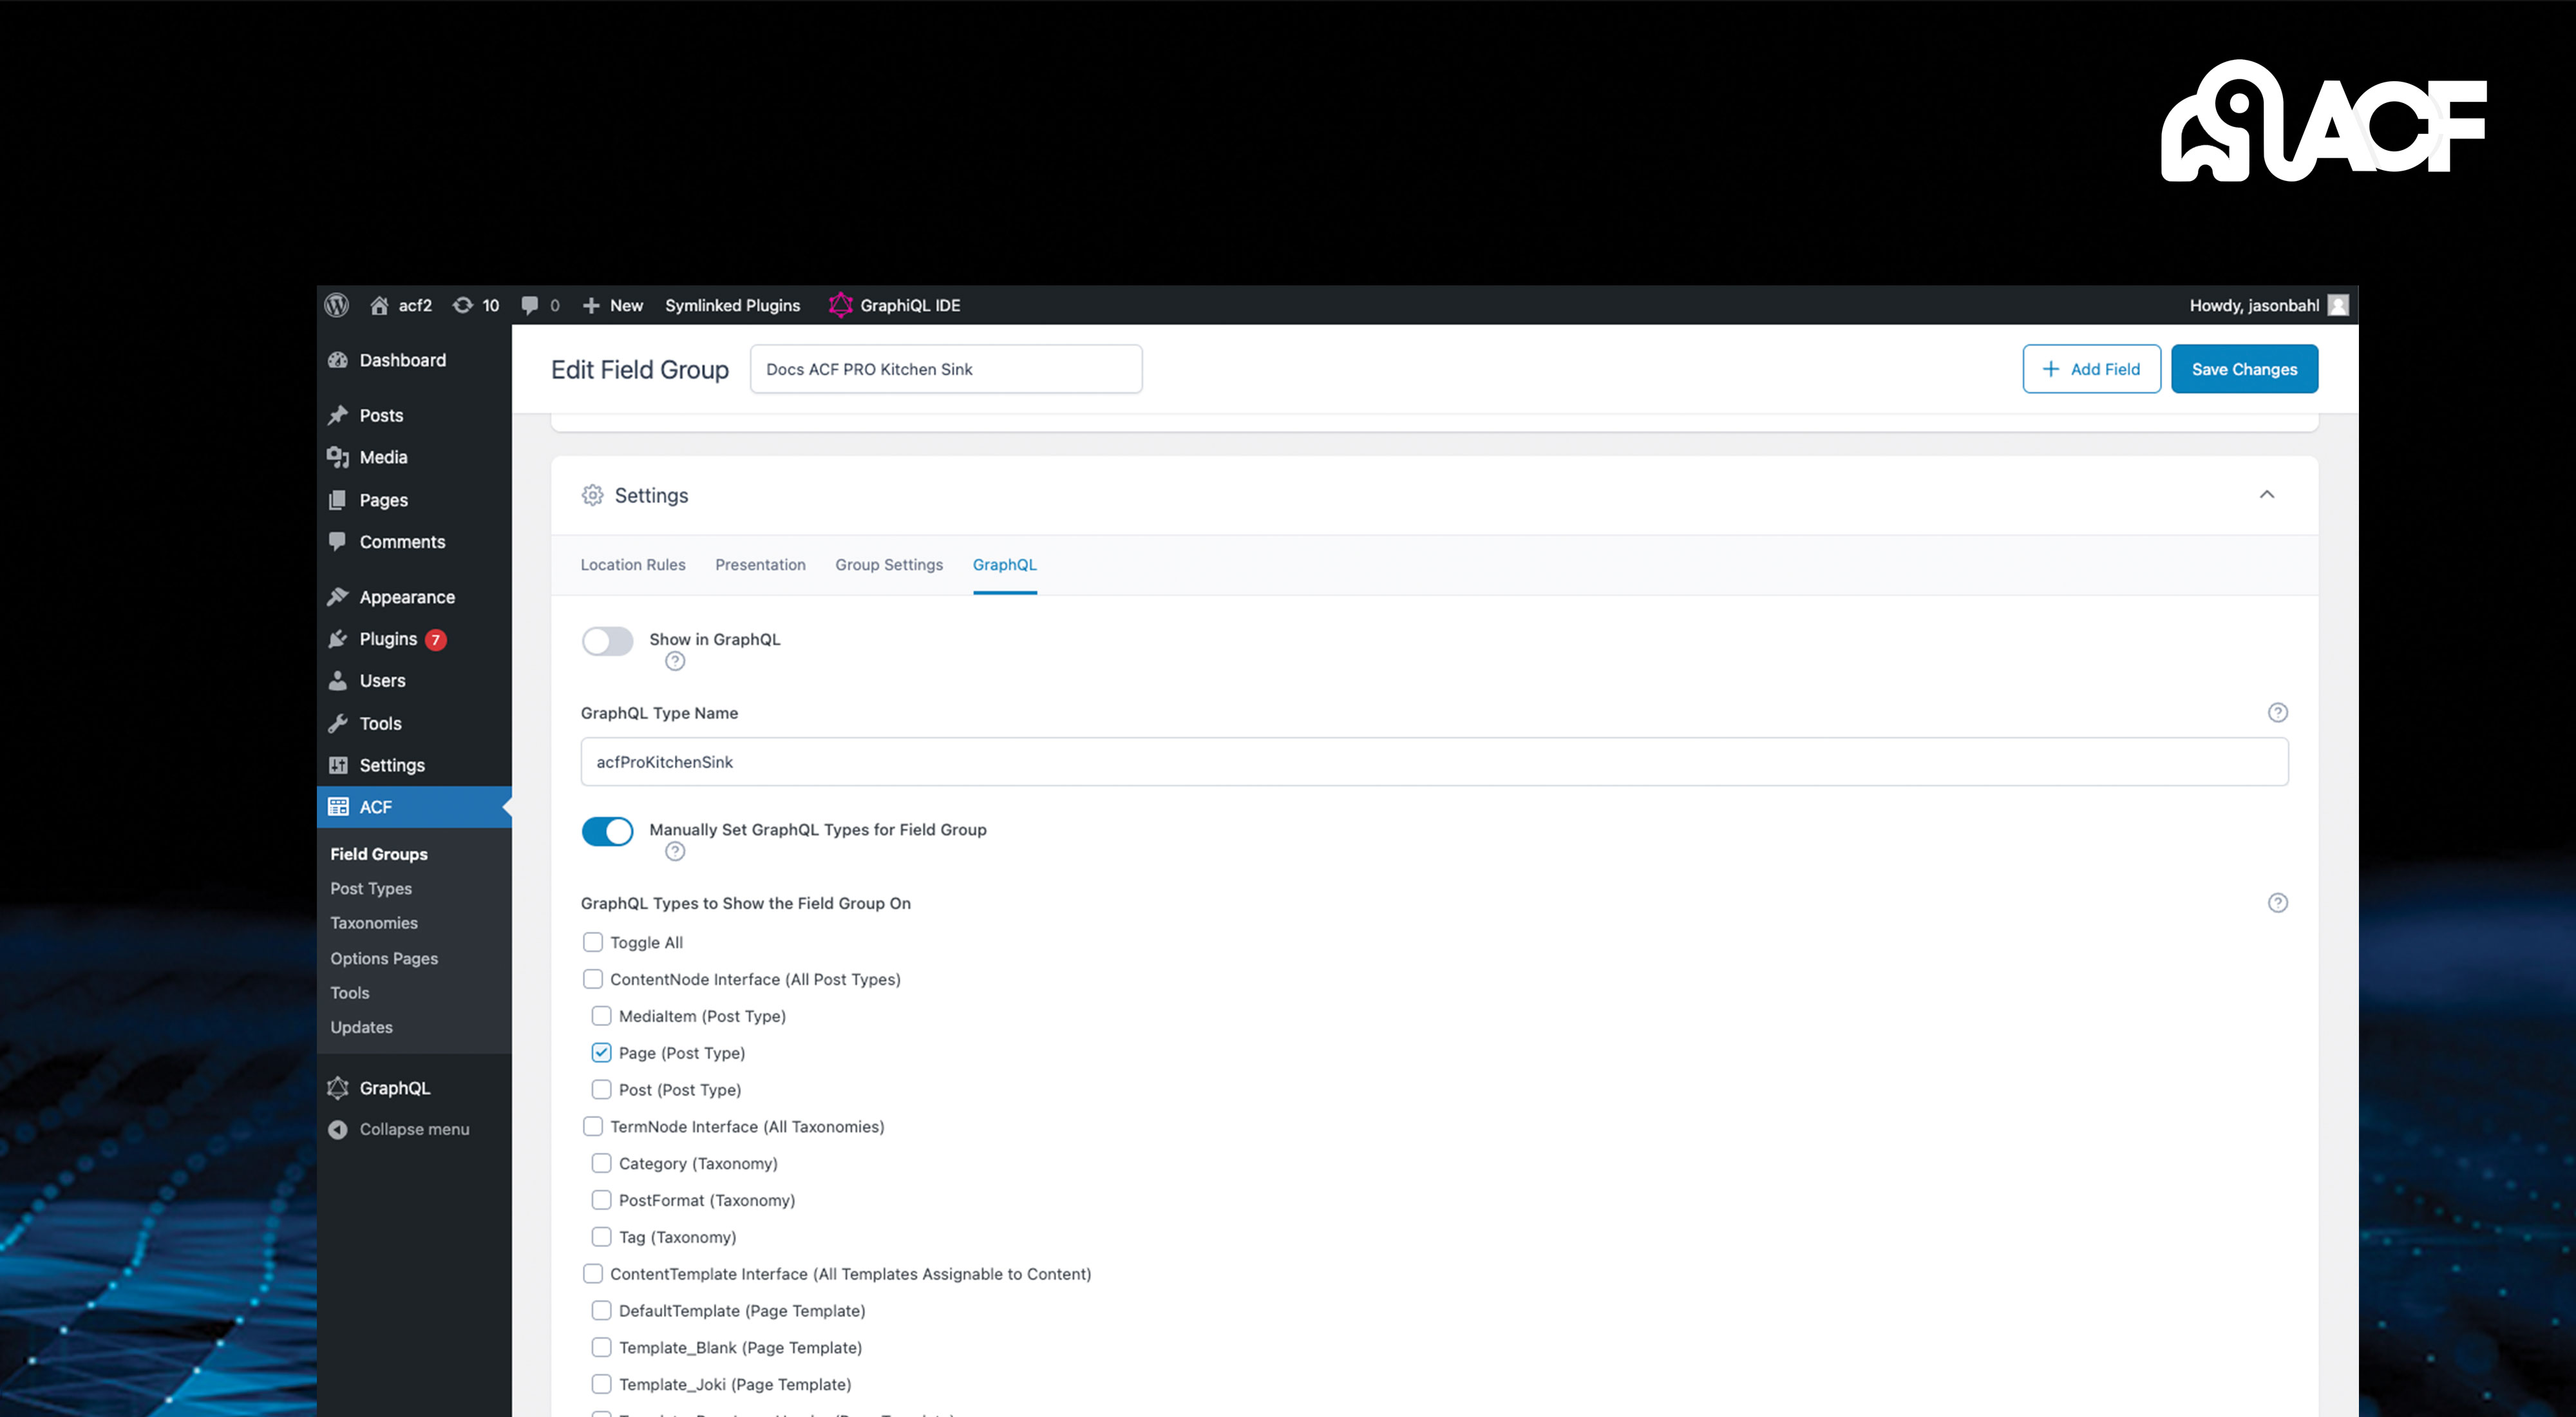 ACF
acf2 10 0 New Symlinked Plugins GraphiQL IDE Howdy, jasonbahl
Dashboard
Posts
Media
Pages
Comments
Appearance
Plugins 7
Users
Tools
Settings
ACF
Field Groups
Post Types
Taxonomies
Options Pages
Tools
Updates
GraphQL
Collapse menu
Edit Field Group Docs ACF PRO Kitchen Sink Add Field Save Changes
Settings
Location Rules Presentation Group Settings GraphQL
Show in GraphQL
?
GraphQL Type Name ?
acfProKitchenSink
Manually Set GraphQL Types for Field Group
?
GraphQL Types to Show the Field Group On ?
Toggle All
ContentNode Interface (All Post Types)
MediaItem (Post Type)
Page (Post Type)
Post (Post Type)
TermNode Interface (All Taxonomies)
Category (Taxonomy)
PostFormat (Taxonomy)
Tag (Taxonomy)
ContentTemplate Interface (All Templates Assignable to Content)
DefaultTemplate (Page Template)
Template_Blank (Page Template)
Template_Joki (Page Template)